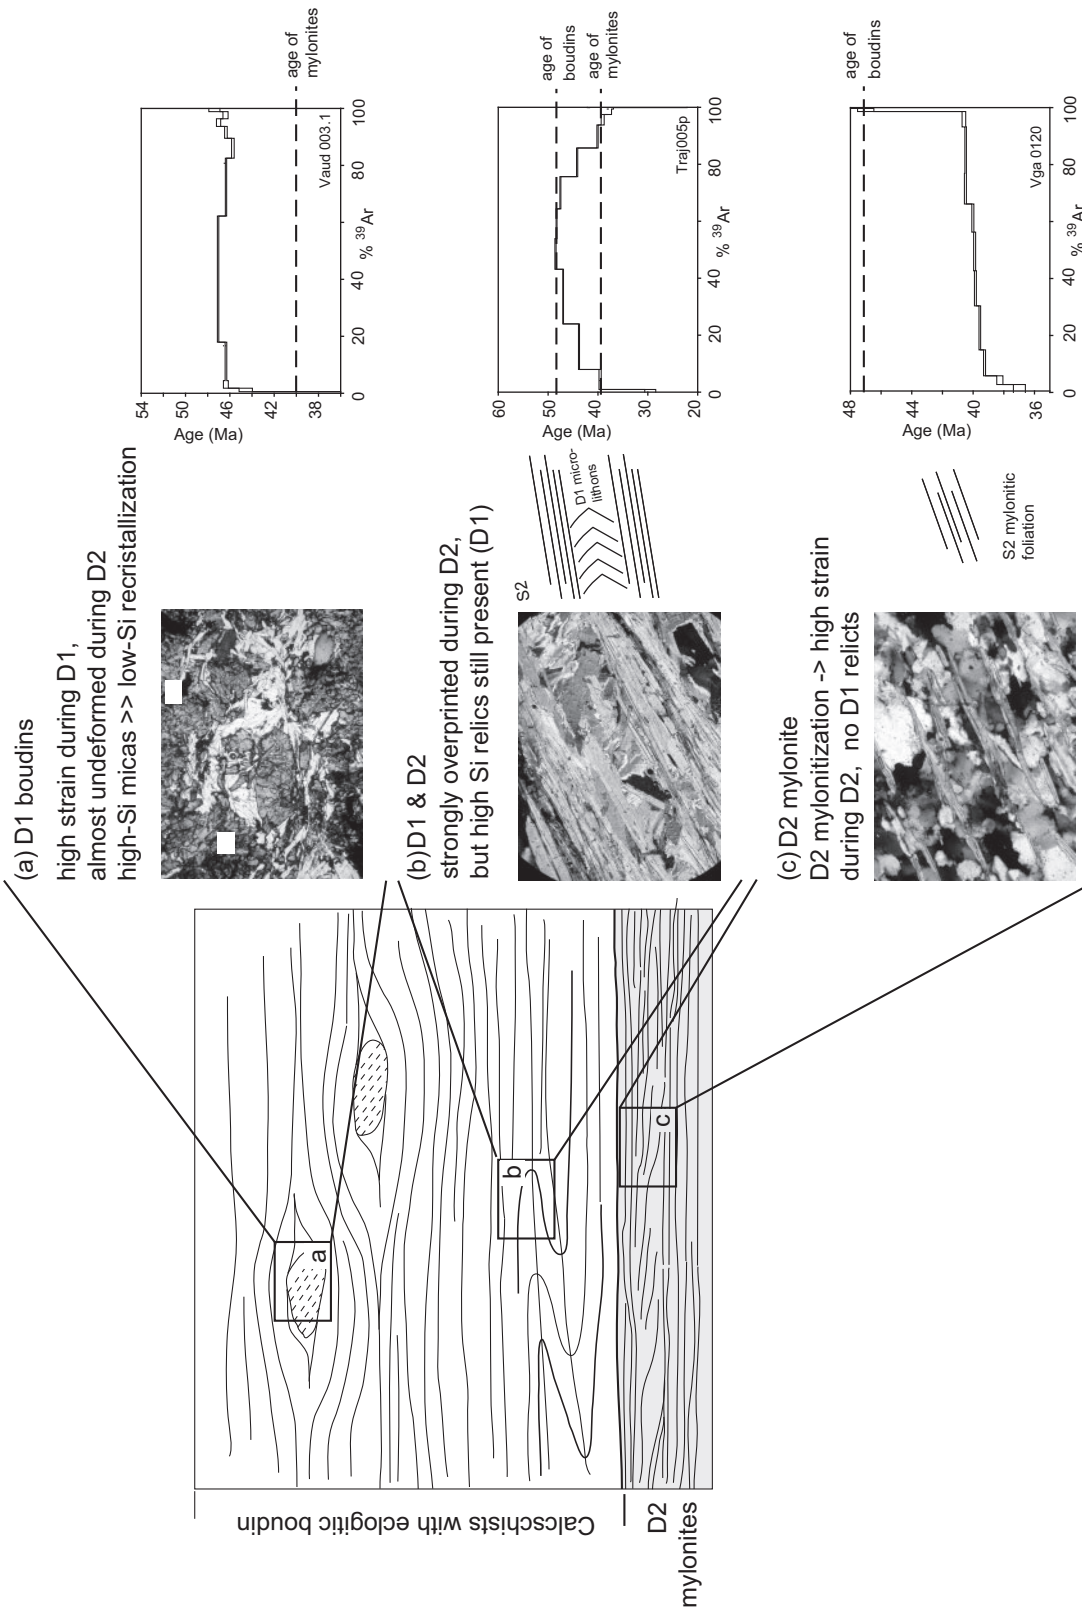 (a) D1 boudins
high strain during D1,
almost undeformed during D2
high-Si micas >> low-Si recristallization
54
50
46
42
38
Age (Ma)
0
20
40
60
80
100
% ³⁹Ar
Vaud 003.1
age of
mylonites
(b)D1 & D2
strongly overprinted during D2,
but high Si relics still present (D1)
S2
D1 micro-
lithons
60
50
40
30
20
Age (Ma)
0
20
40
60
80
100
% ³⁹Ar
Traj005p
age of
boudins
age of
mylonites
(c) D2 mylonite
D2 mylonitization -> high strain
during D2, no D1 relicts
S2 mylonitic
foliation
48
44
40
36
Age (Ma)
0
20
40
60
80
100
% ³⁹Ar
Vga 0120
age of
boudins
a
b
c
Calcschists with eclogitic boudin
D2
mylonites